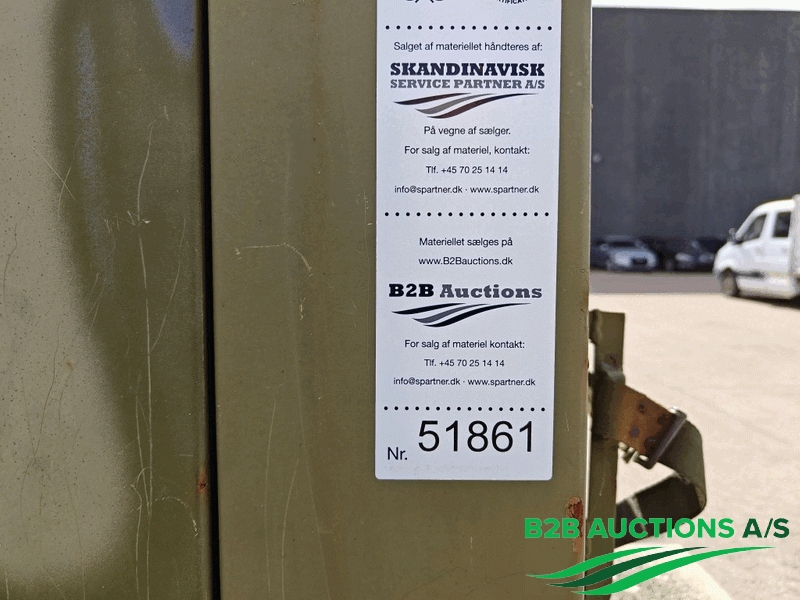 Salget af materiellet håndteres af:
SKANDINAVISK
SERVICE PARTNER A/S
På vegne af sælger.
For salg af materiel, kontakt:
Tlf. +45 70 25 14 14
info@spartner.dk · www.spartner.dk
Materiellet sælges på
www.B2Bauctions.dk
B2B Auctions
For salg af materiel kontakt:
Tlf. +45 70 25 14 14
info@spartner.dk · www.spartner.dk
Nr. 51861
B2B AUCTIONS A/S